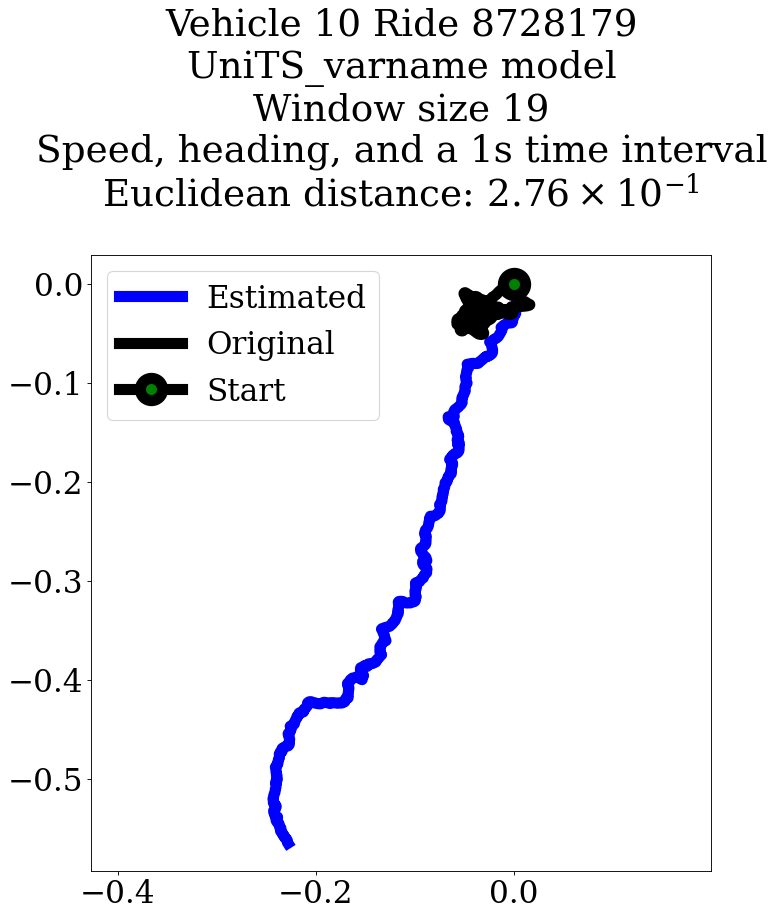 Vehicle 10 Ride 8728179
UniTS_varname model
Window size 19
Speed, heading, and a 1s time interval
Euclidean distance: 2.76 × 10⁻¹
Estimated
Original
Start
0.0
−0.1
−0.2
−0.3
−0.4
−0.5
−0.4
−0.2
0.0